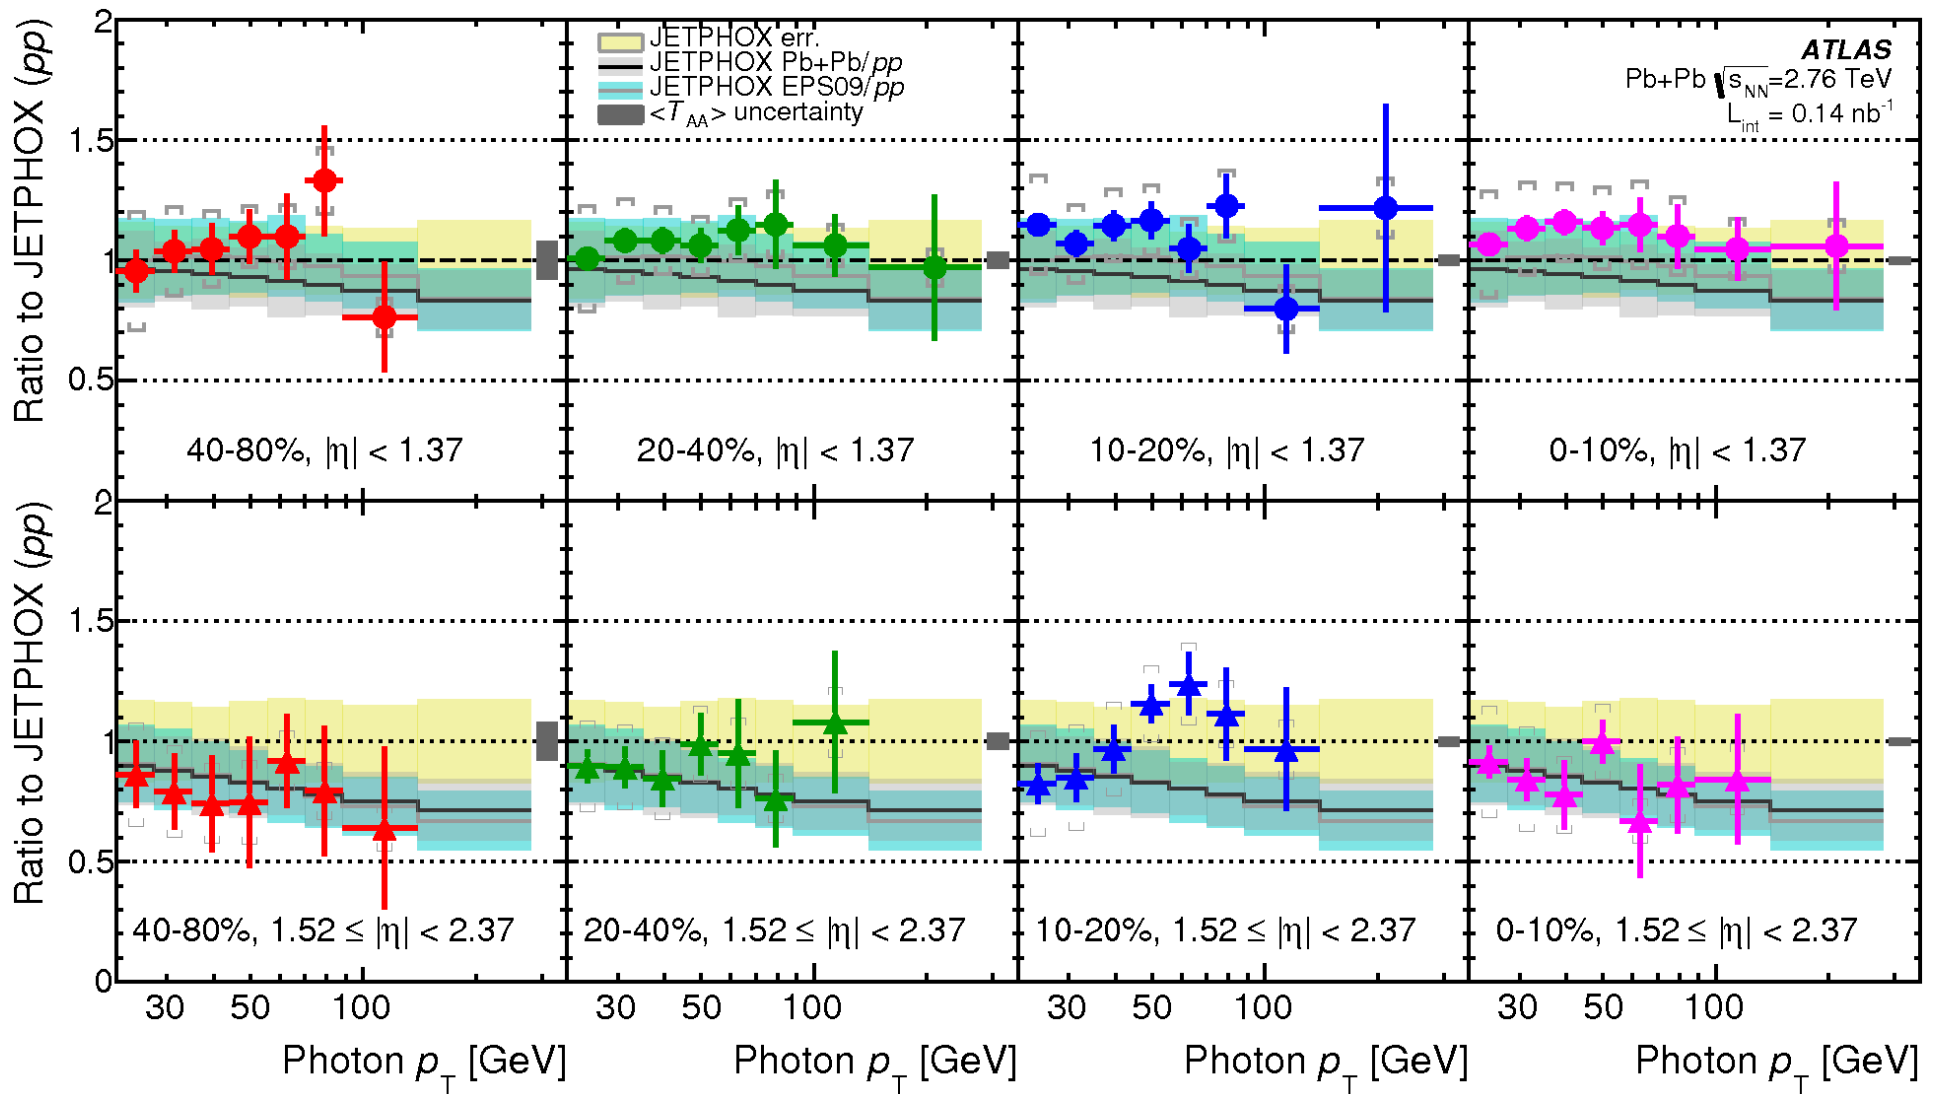 Ratio to JETPHOX (pp)
2
1.5
1
0.5
JETPHOX err.
JETPHOX Pb+Pb/pp
JETPHOX EPS09/pp
<T_AA> uncertainty
ATLAS
Pb+Pb √s_NN=2.76 TeV
L_int = 0.14 nb⁻¹
40-80%, |η| < 1.37
20-40%, |η| < 1.37
10-20%, |η| < 1.37
0-10%, |η| < 1.37
Ratio to JETPHOX (pp)
2
1.5
1
0.5
0
40-80%, 1.52 ≤ |η| < 2.37
20-40%, 1.52 ≤ |η| < 2.37
10-20%, 1.52 ≤ |η| < 2.37
0-10%, 1.52 ≤ |η| < 2.37
30 50 100 30 50 100 30 50 100 30 50 100
Photon p_T [GeV] Photon p_T [GeV] Photon p_T [GeV] Photon p_T [GeV]